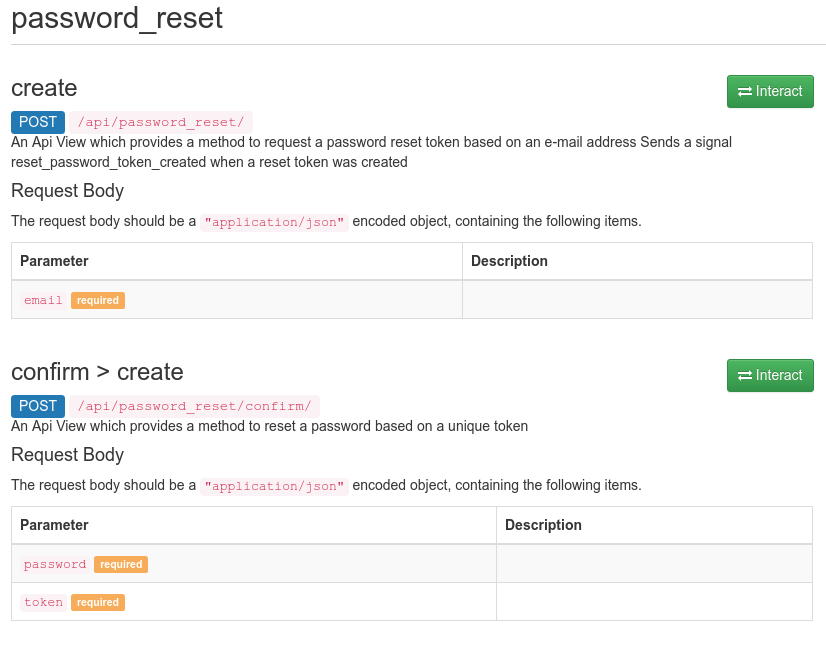 password_reset
create
Interact
POST /api/password_reset/
An Api View which provides a method to request a password reset token based on an e-mail address Sends a signal
reset_password_token_created when a reset token was created
Request Body
The request body should be a "application/json" encoded object, containing the following items.
Parameter Description
email required
confirm > create
Interact
POST /api/password_reset/confirm/
An Api View which provides a method to reset a password based on a unique token
Request Body
The request body should be a "application/json" encoded object, containing the following items.
Parameter Description
password required
token required